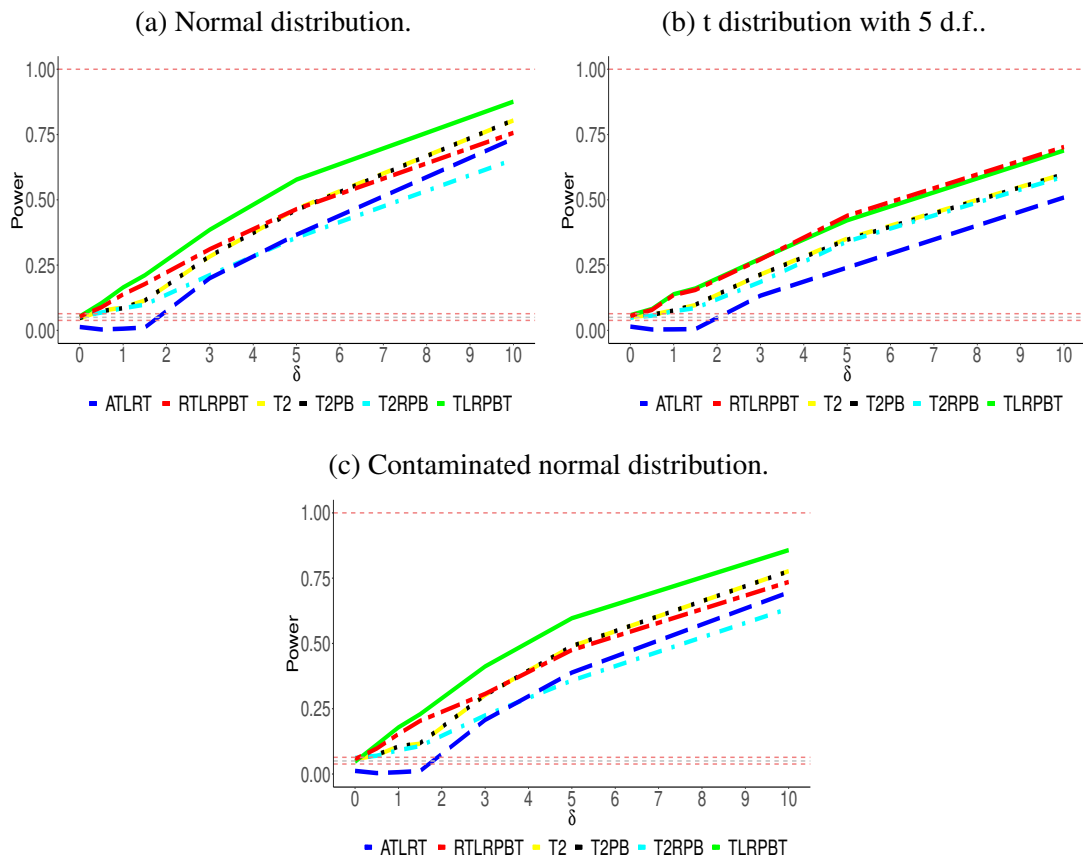 (a) Normal distribution.
(b) t distribution with 5 d.f..
1.00
0.75
0.50
0.25
0.00
Power
0 1 2 3 4 5 6 7 8 9 10
δ
ATLRT RTLRPBT T2 T2PB T2RPB TLRPBT
1.00
0.75
0.50
0.25
0.00
Power
0 1 2 3 4 5 6 7 8 9 10
δ
ATLRT RTLRPBT T2 T2PB T2RPB TLRPBT
(c) Contaminated normal distribution.
1.00
0.75
0.50
0.25
0.00
Power
0 1 2 3 4 5 6 7 8 9 10
δ
ATLRT RTLRPBT T2 T2PB T2RPB TLRPBT